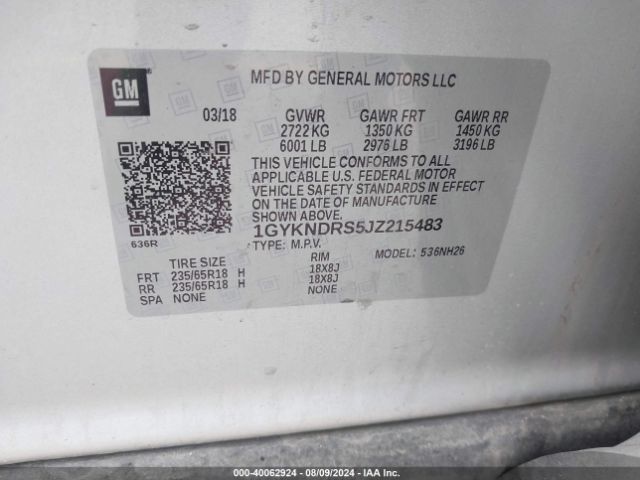 GM
MFD BY GENERAL MOTORS LLC
03/18 GVWR GAWR FRT GAWR RR
2722 KG 1350 KG 1450 KG
6001 LB 2976 LB 3196 LB
THIS VEHICLE CONFORMS TO ALL
APPLICABLE U.S. FEDERAL MOTOR
VEHICLE SAFETY STANDARDS IN EFFECT
ON THE DATE OF MANUFACTURE
SHOWN ABOVE.
636R
1GYKNDRS5JZ215483
TYPE: M.P.V. MODEL: 536NH26
TIRE SIZE RIM
FRT 235/65R18 H 18X8J
RR 235/65R18 H 18X8J
SPA NONE NONE
000-40062924 | 08/09/2024 | IAA Inc.